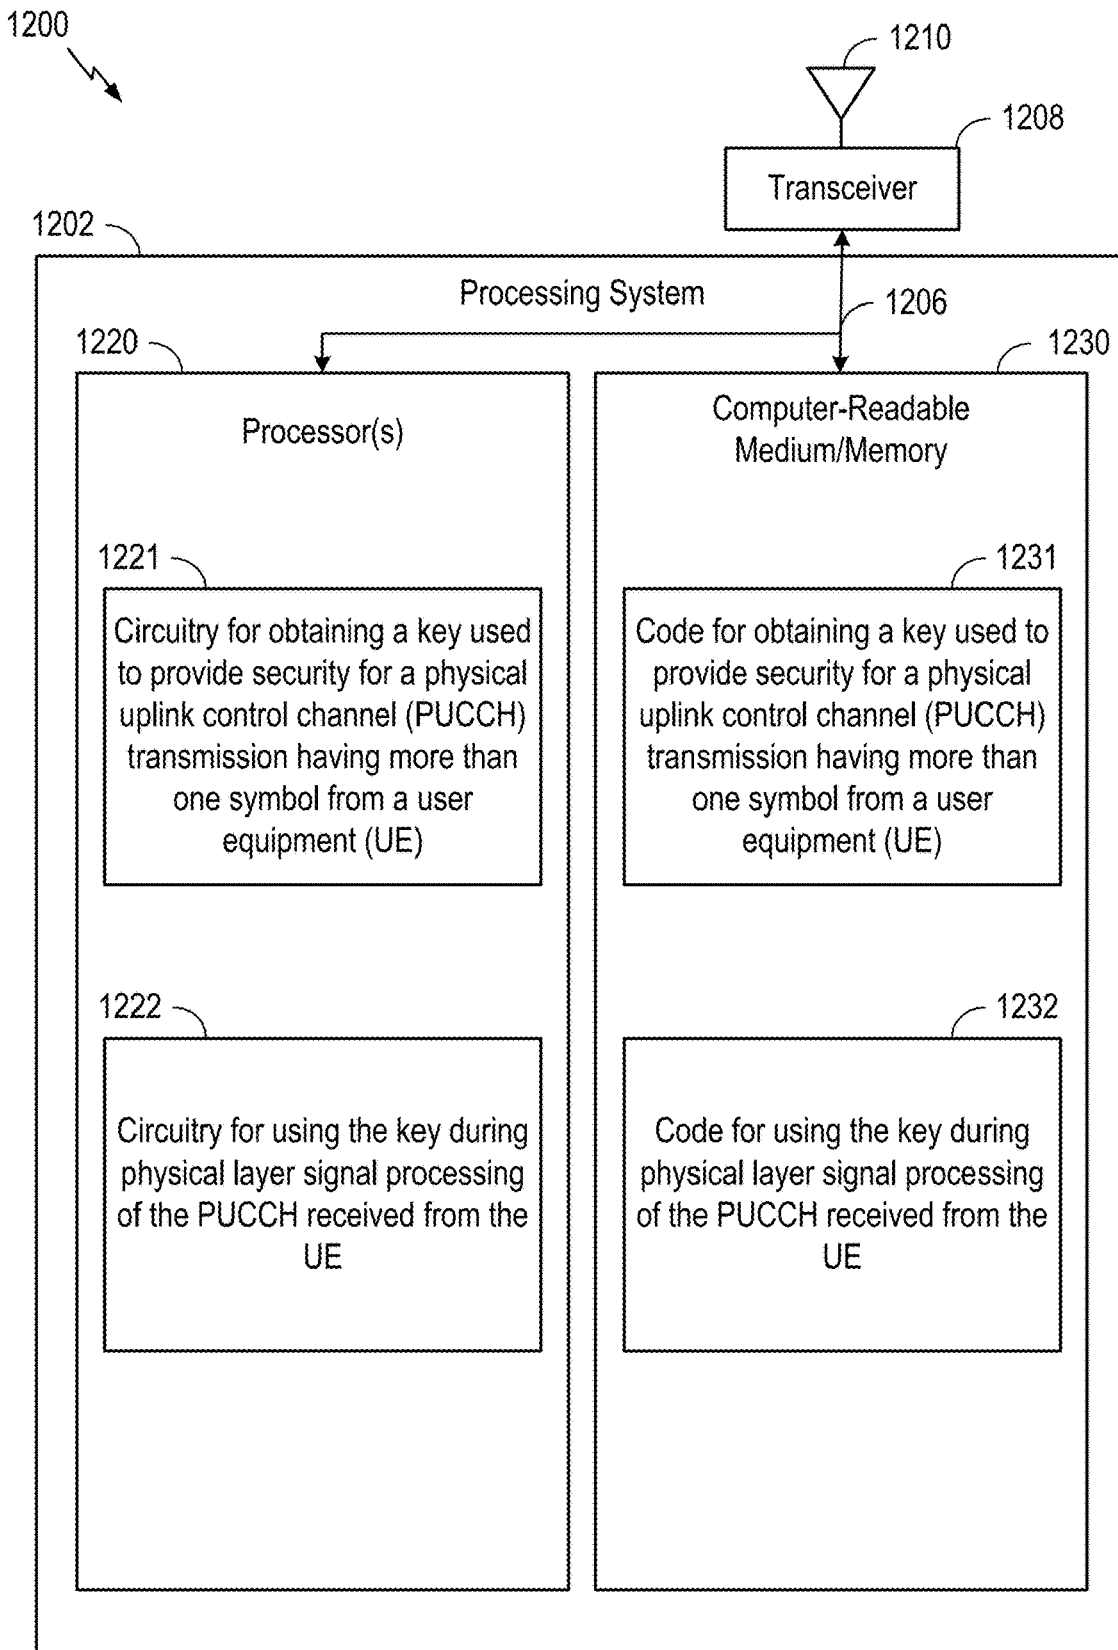 1200
1210
1208
Transceiver
1202
Processing System
1206
1220
1230
Processor(s)
Computer-Readable
Medium/Memory
1221
Circuitry for obtaining a key used
to provide security for a physical
uplink control channel (PUCCH)
transmission having more than
one symbol from a user
equipment (UE)
1231
Code for obtaining a key used to
provide security for a physical
uplink control channel (PUCCH)
transmission having more than
one symbol from a user
equipment (UE)
1222
Circuitry for using the key during
physical layer signal processing
of the PUCCH received from the
UE
1232
Code for using the key during
physical layer signal processing
of the PUCCH received from the
UE